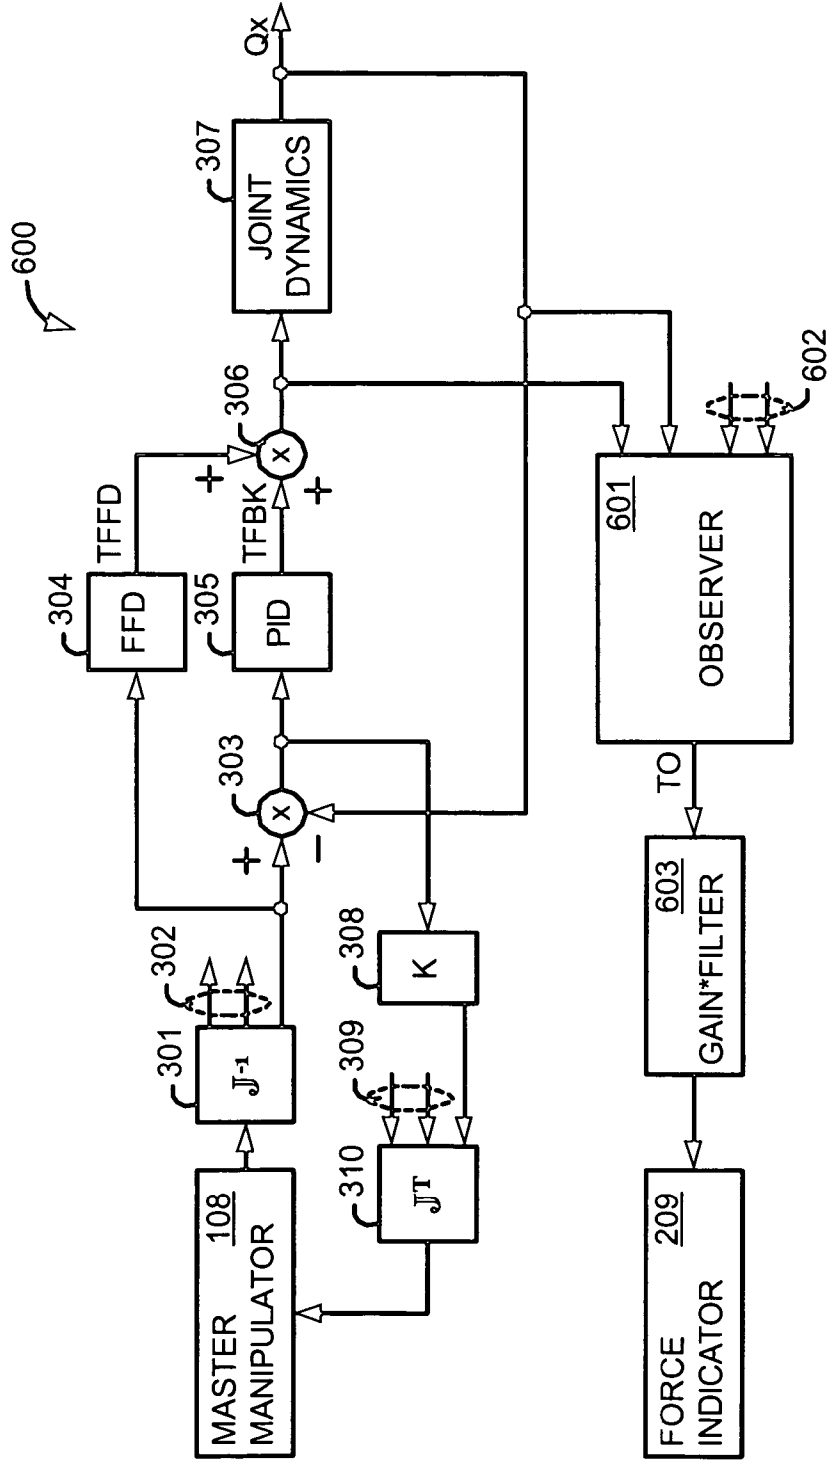 600
MASTER
MANIPULATOR
108
301
J-1
302
303
X
+
−
304
FFD
TFFD
305
PID
TFBK
306
X
+
+
307
JOINT
DYNAMICS
Qx
308
K
309
310
JT
FORCE
INDICATOR
209
603
GAIN*FILTER
TO
601
OBSERVER
602